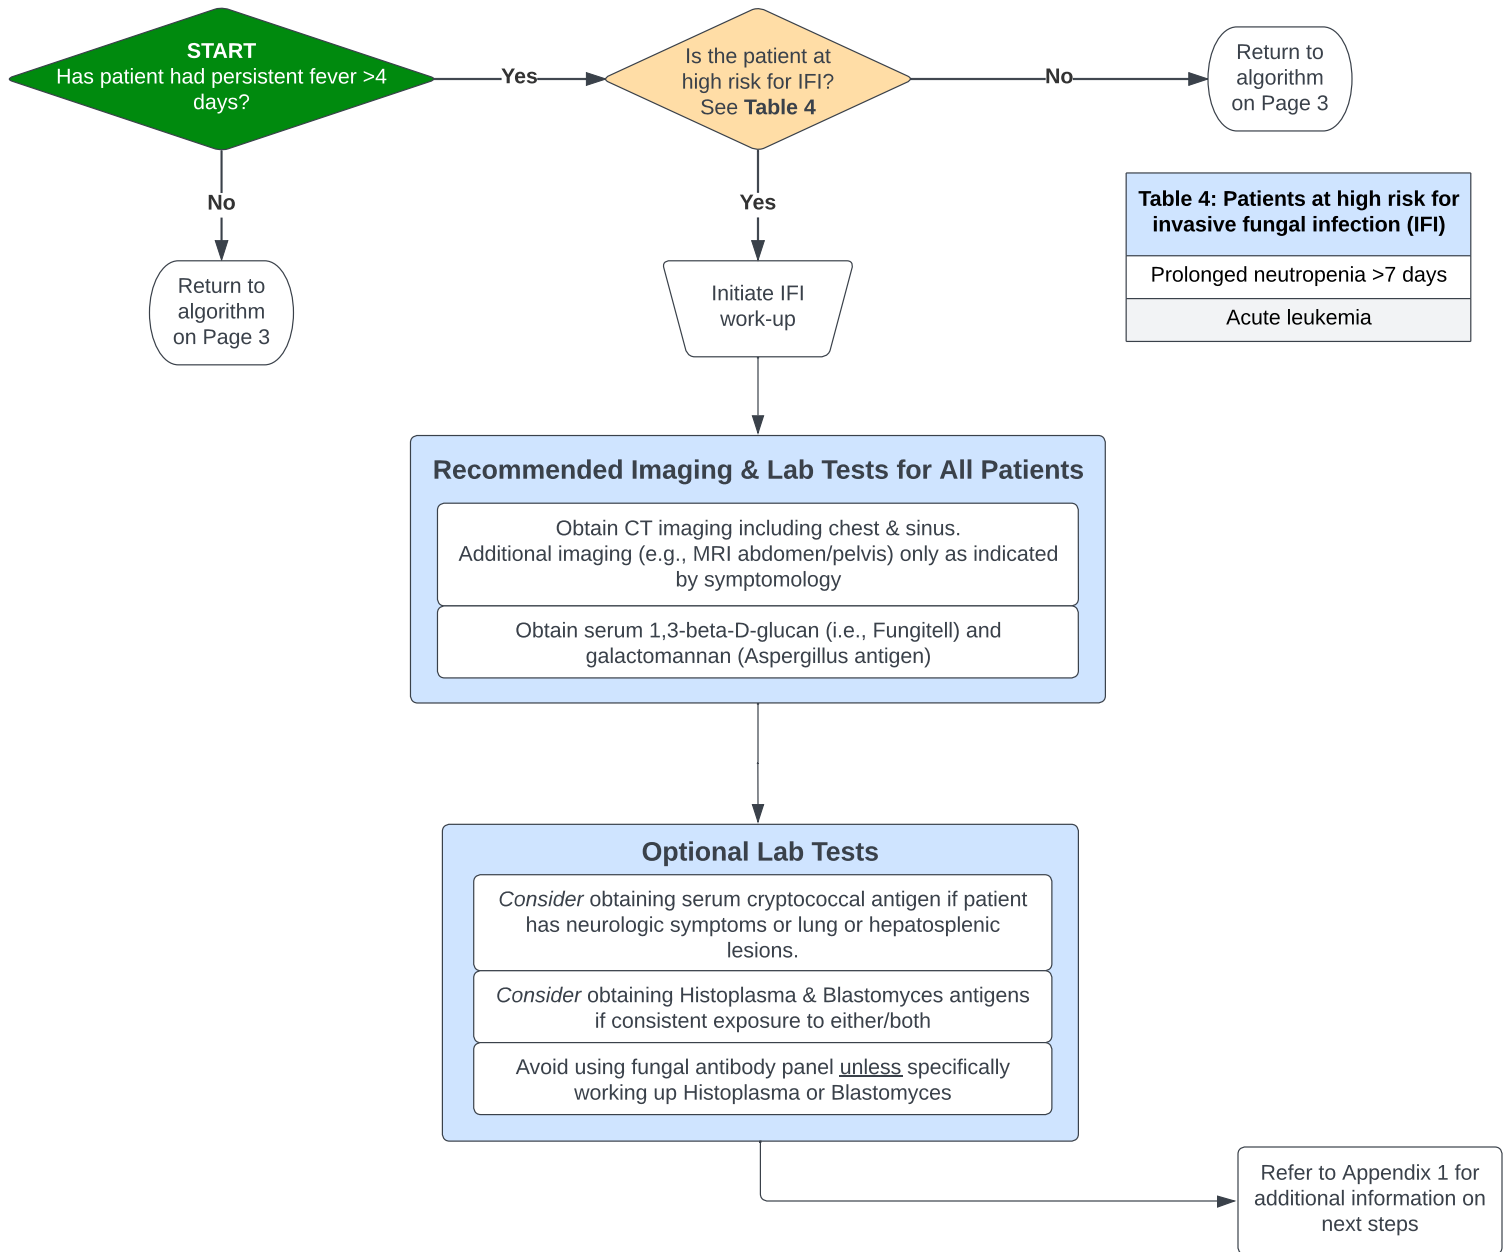 START
Has patient had persistent fever >4
days?
Yes
Is the patient at
high risk for IFI?
See Table 4
No
Return to
algorithm
on Page 3
No
Return to
algorithm
on Page 3
Yes
Table 4: Patients at high risk for
invasive fungal infection (IFI)
Prolonged neutropenia >7 days
Acute leukemia
Initiate IFI
work-up
Recommended Imaging & Lab Tests for All Patients
Obtain CT imaging including chest & sinus.
Additional imaging (e.g., MRI abdomen/pelvis) only as indicated
by symptomology
Obtain serum 1,3-beta-D-glucan (i.e., Fungitell) and
galactomannan (Aspergillus antigen)
Optional Lab Tests
Consider obtaining serum cryptococcal antigen if patient
has neurologic symptoms or lung or hepatosplenic
lesions.
Consider obtaining Histoplasma & Blastomyces antigens
if consistent exposure to either/both
Avoid using fungal antibody panel unless specifically
working up Histoplasma or Blastomyces
Refer to Appendix 1 for
additional information on
next steps